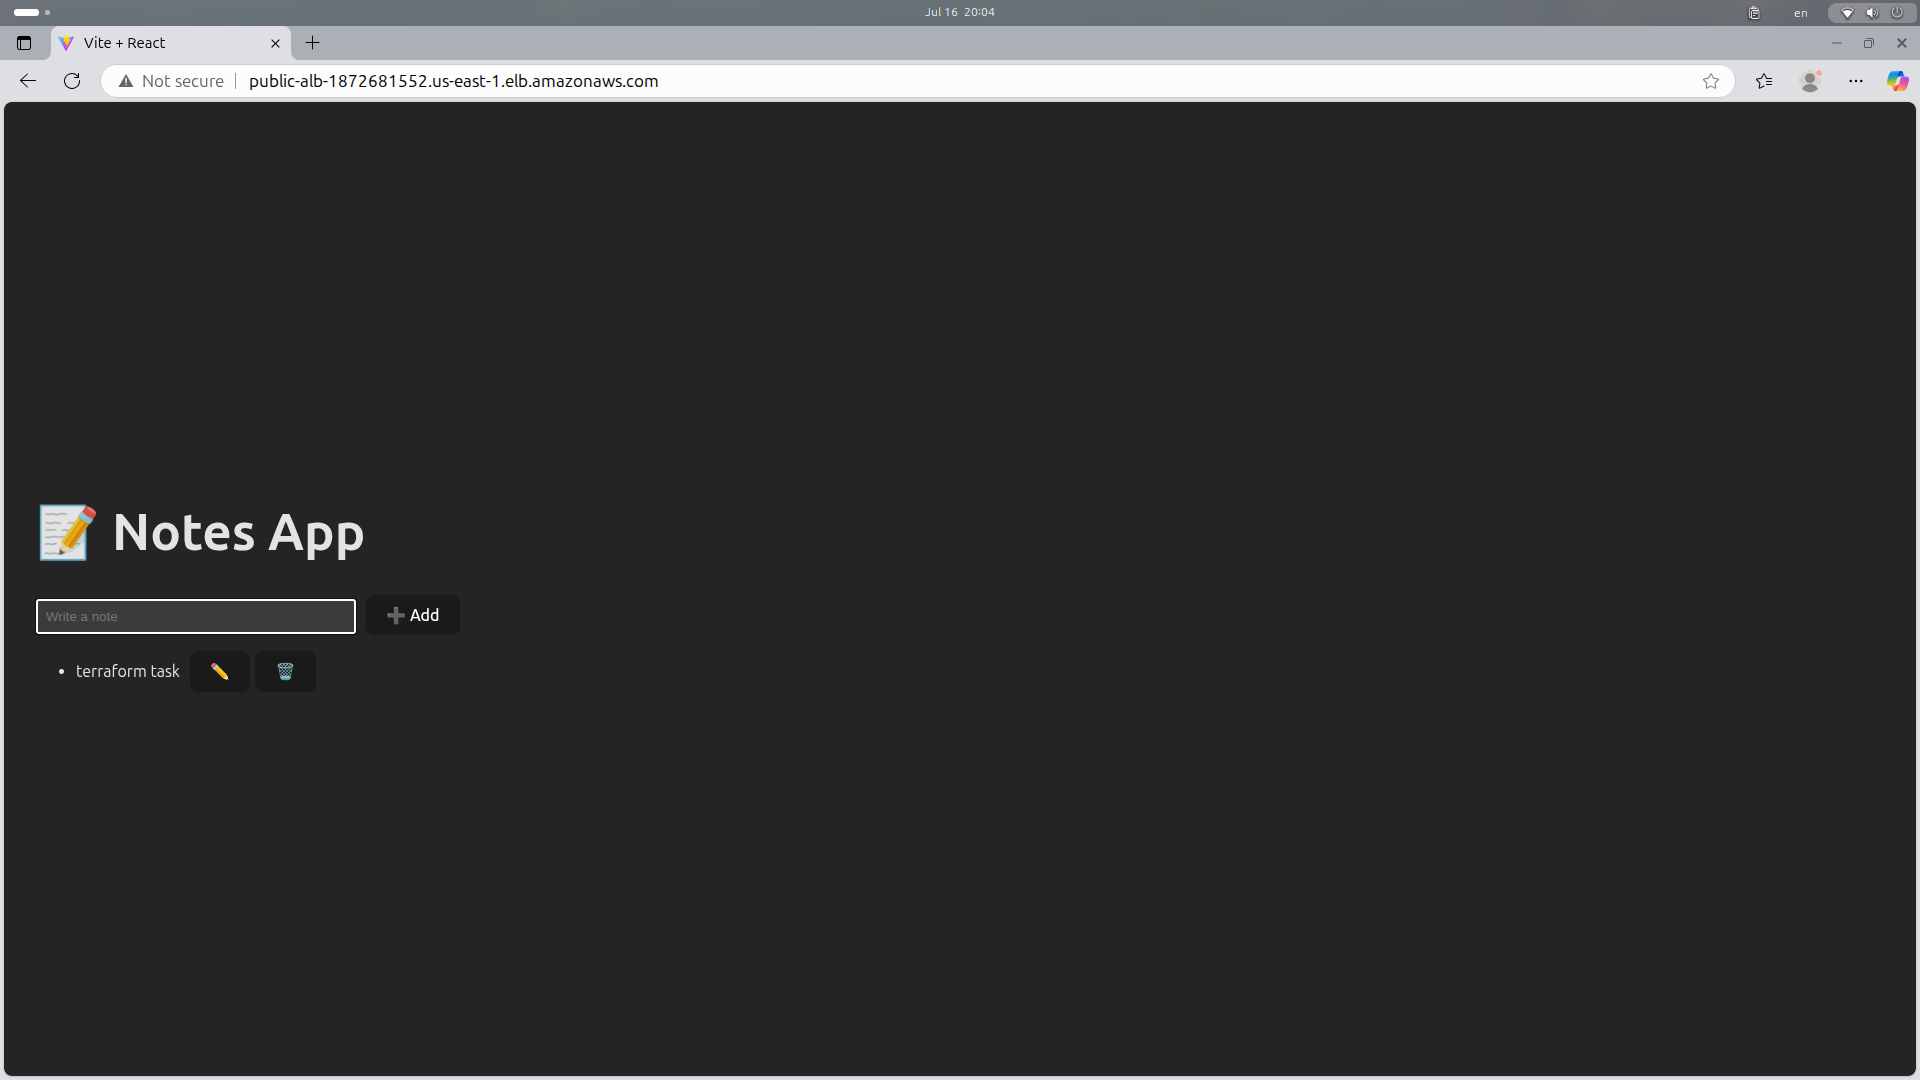 Jul 16 20:04
en
Vite + React
Not secure
public-alb-1872681552.us-east-1.elb.amazonaws.com
📝 Notes App
Write a note
➕ Add
• terraform task